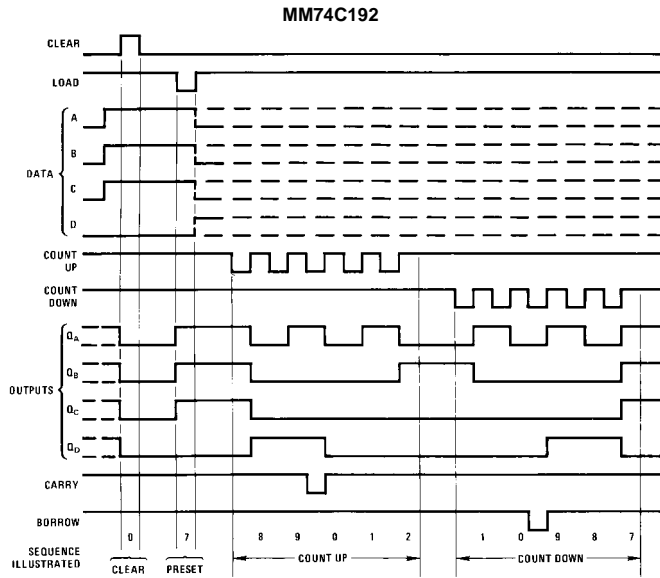 MM74C192
CLEAR
LOAD
A
B
DATA
C
D
COUNT
UP
COUNT
DOWN
QA
QB
OUTPUTS
QC
QD
CARRY
BORROW
0 7 8 9 0 1 2 1 0 9 8 7
SEQUENCE
ILLUSTRATED
CLEAR PRESET COUNT UP COUNT DOWN